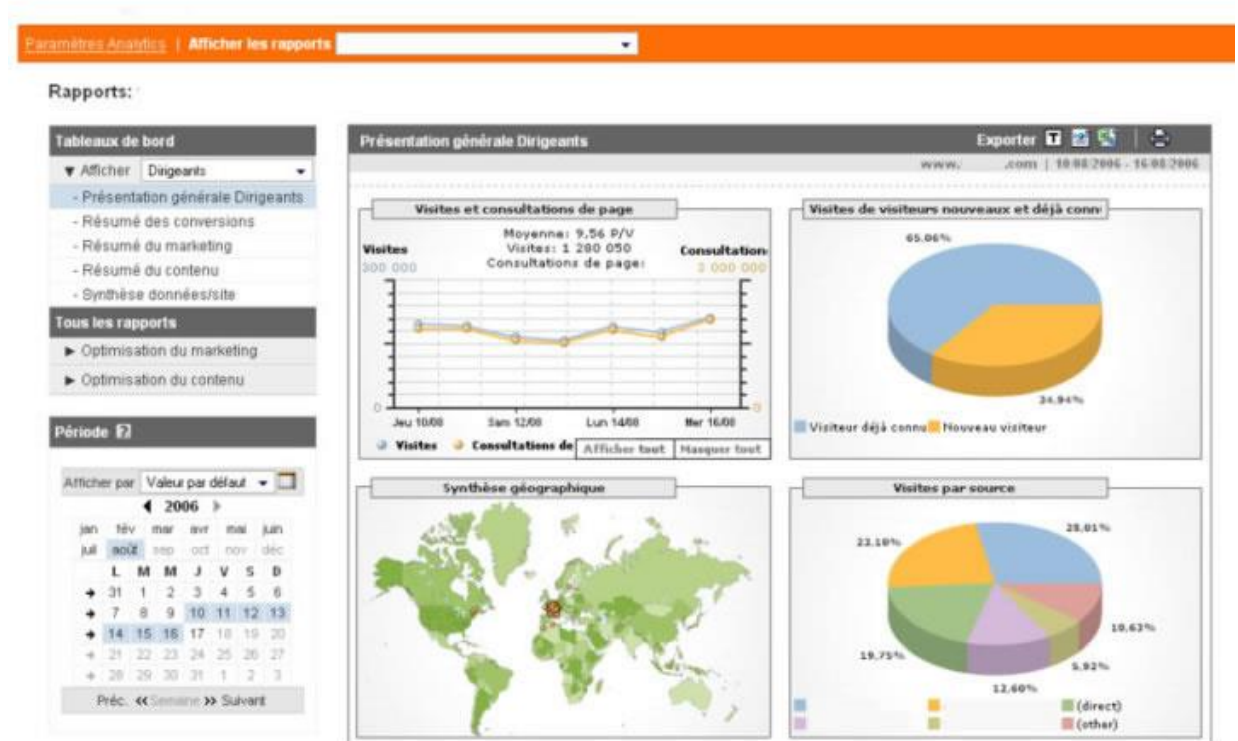 Paramètres Analytics | Afficher les rapports
Rapports:
Tableaux de bord
▼ Afficher Dirigeants
- Présentation générale Dirigeants
- Résumé des conversions
- Résumé du marketing
- Résumé du contenu
- Synthèse données/site
Tous les rapports
► Optimisation du marketing
► Optimisation du contenu
Période ?
Afficher par Valeur par défaut
2006
jan fév mar avr mai juin
juil août sep oct nov déc
L M M J V S D
31 1 2 3 4 5 6
7 8 9 10 11 12 13
14 15 16 17 18 19 20
21 22 23 24 25 26 27
28 29 30 31 1 2 3
Préc. << Semaine >> Suivant
Présentation générale Dirigeants
Exporter T
www. .com | 10/08/2006 - 16/08/2006
Visites et consultations de page
Moyenne: 9,56 P/V
Visites: 1 280 050
Consultations de page:
Visites
300 000
Consultation
3 000 000
0
0
Jeu 10/08 Sam 12/08 Lun 14/08 Mer 16/08
Visites Consultations de
Afficher tout Masquer tout
Visites de visiteurs nouveaux et déjà conn
65.06%
34.94%
Visiteur déjà connu Nouveau visiteur
Synthèse géographique
Visites par source
28,01%
23,10%
19,75%
12,60%
5,92%
10,63%
(direct)
(other)